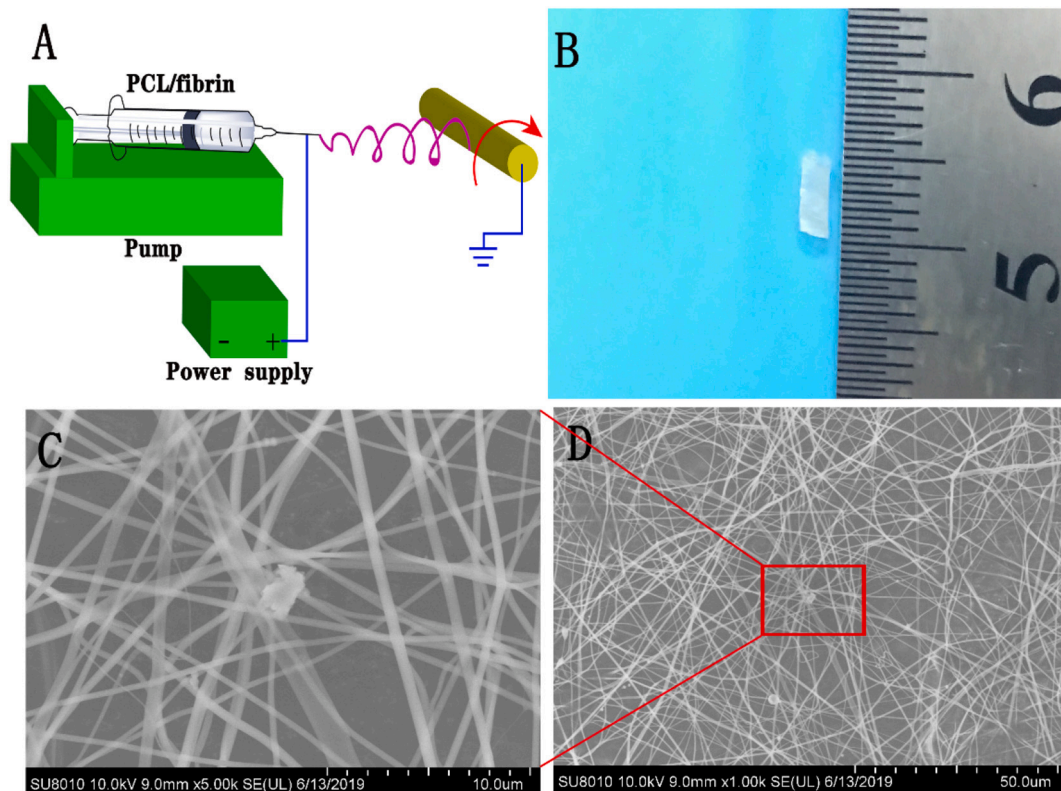 A
PCL/fibrin
Pump
- +
Power supply
B
6
5
C
SU8010 10.0kV 9.0mm x5.00k SE(UL) 6/13/2019 10.0um
D
SU8010 10.0kV 9.0mm x1.00k SE(UL) 6/13/2019 50.0um